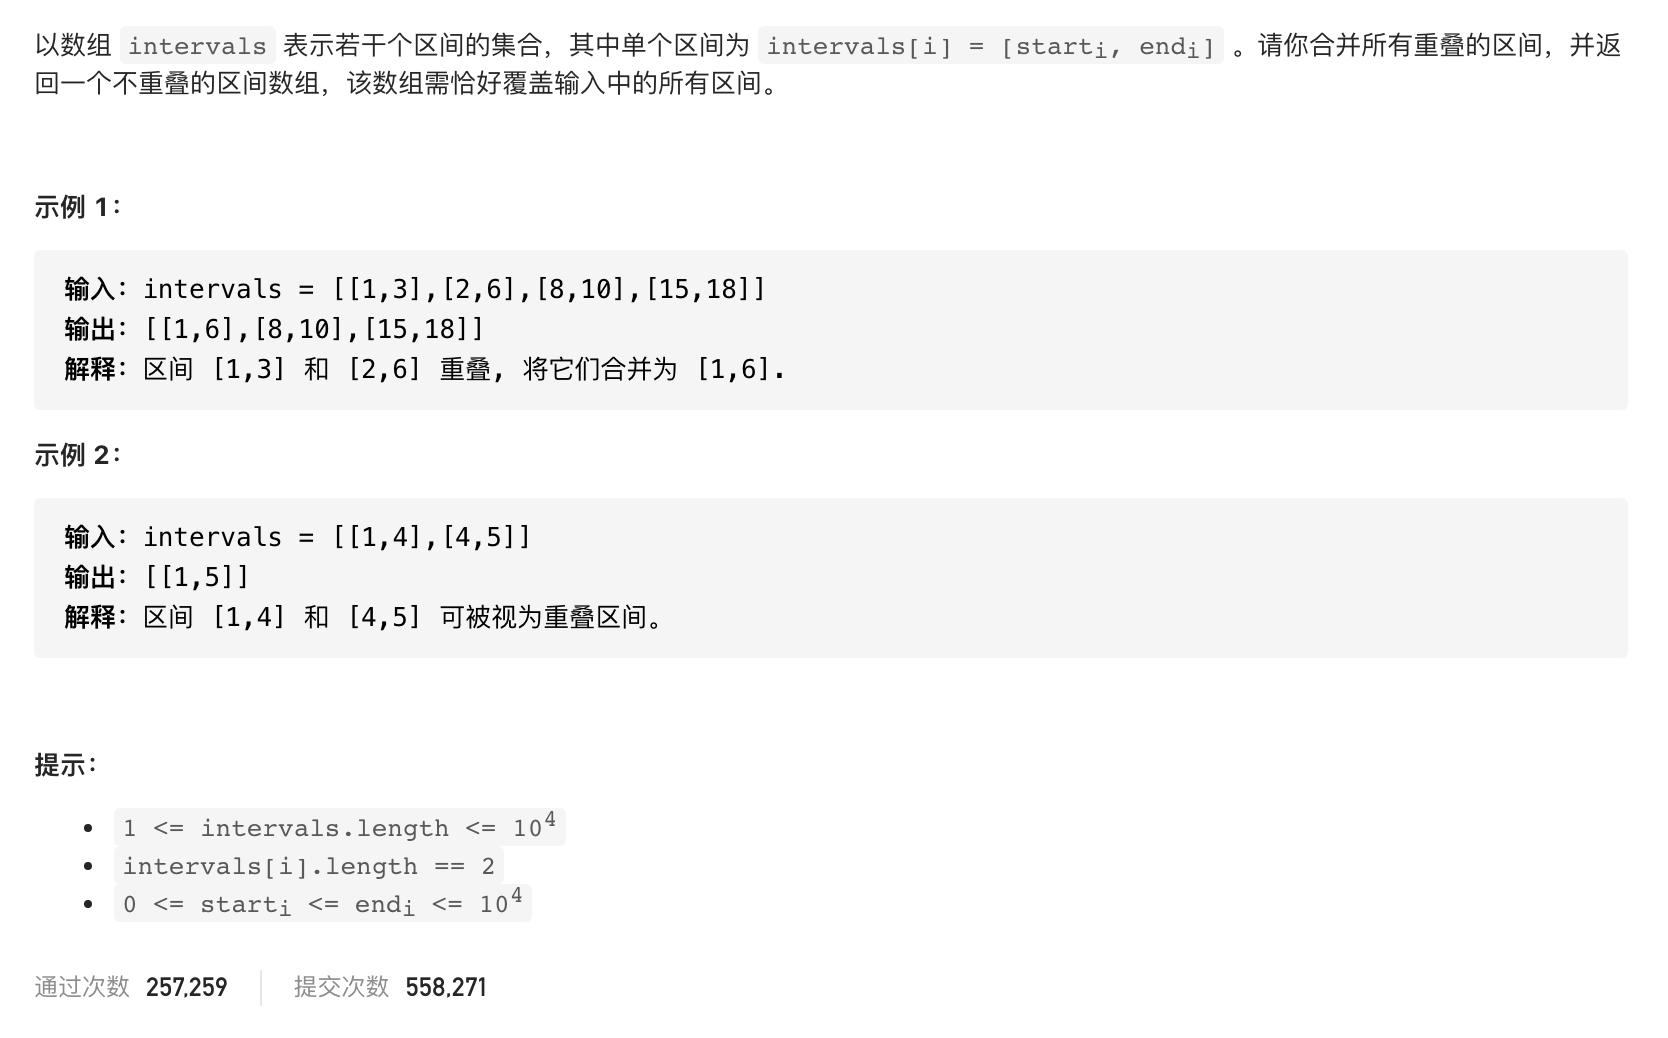 以数组 intervals 表示若干个区间的集合，其中单个区间为 intervals[i] = [starti, endi] 。请你合并所有重叠的区间，并返
回一个不重叠的区间数组，该数组需恰好覆盖输入中的所有区间。
示例 1：
输入：intervals = [[1,3],[2,6],[8,10],[15,18]]
输出：[[1,6],[8,10],[15,18]]
解释：区间 [1,3] 和 [2,6] 重叠, 将它们合并为 [1,6].
示例 2：
输入：intervals = [[1,4],[4,5]]
输出：[[1,5]]
解释：区间 [1,4] 和 [4,5] 可被视为重叠区间。
提示：
• 1 <= intervals.length <= 10⁴
• intervals[i].length == 2
• 0 <= starti <= endi <= 10⁴
通过次数 257,259 提交次数 558,271